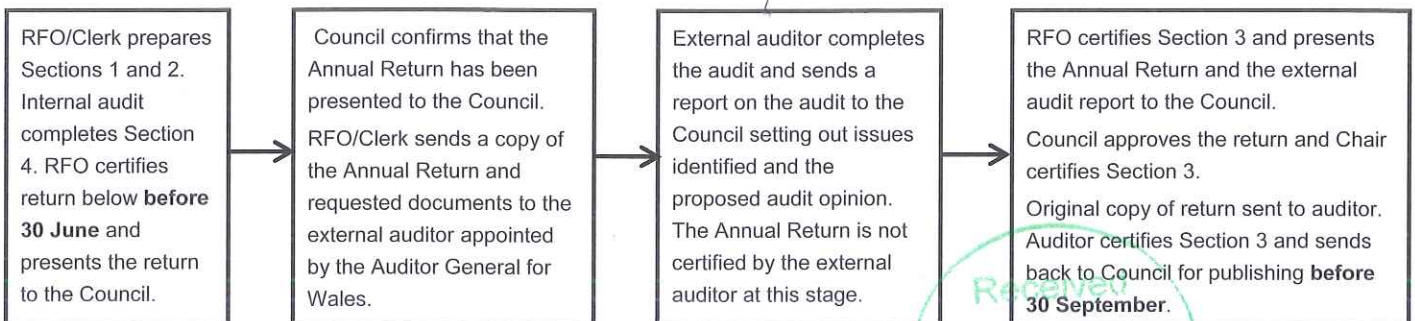 RFO/Clerk prepares
Sections 1 and 2.
Internal audit
completes Section
4. RFO certifies
return below before
30 June and
presents the return
to the Council.
Council confirms that the
Annual Return has been
presented to the Council.
RFO/Clerk sends a copy of
the Annual Return and
requested documents to the
external auditor appointed
by the Auditor General for
Wales.
External auditor completes
the audit and sends a
report on the audit to the
Council setting out issues
identified and the
proposed audit opinion.
The Annual Return is not
certified by the external
auditor at this stage.
RFO certifies Section 3 and presents
the Annual Return and the external
audit report to the Council.
Council approves the return and Chair
certifies Section 3.
Original copy of return sent to auditor.
Auditor certifies Section 3 and sends
back to Council for publishing before
30 September.
Received